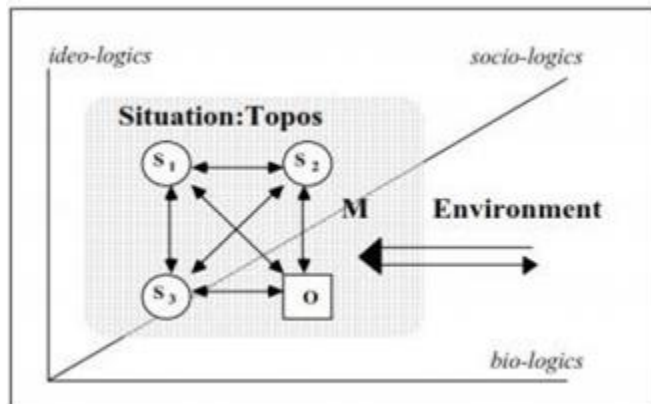 ideo-logics
socio-logics
Situation:Topos
S1
S2
M
Environment
S3
O
bio-logics